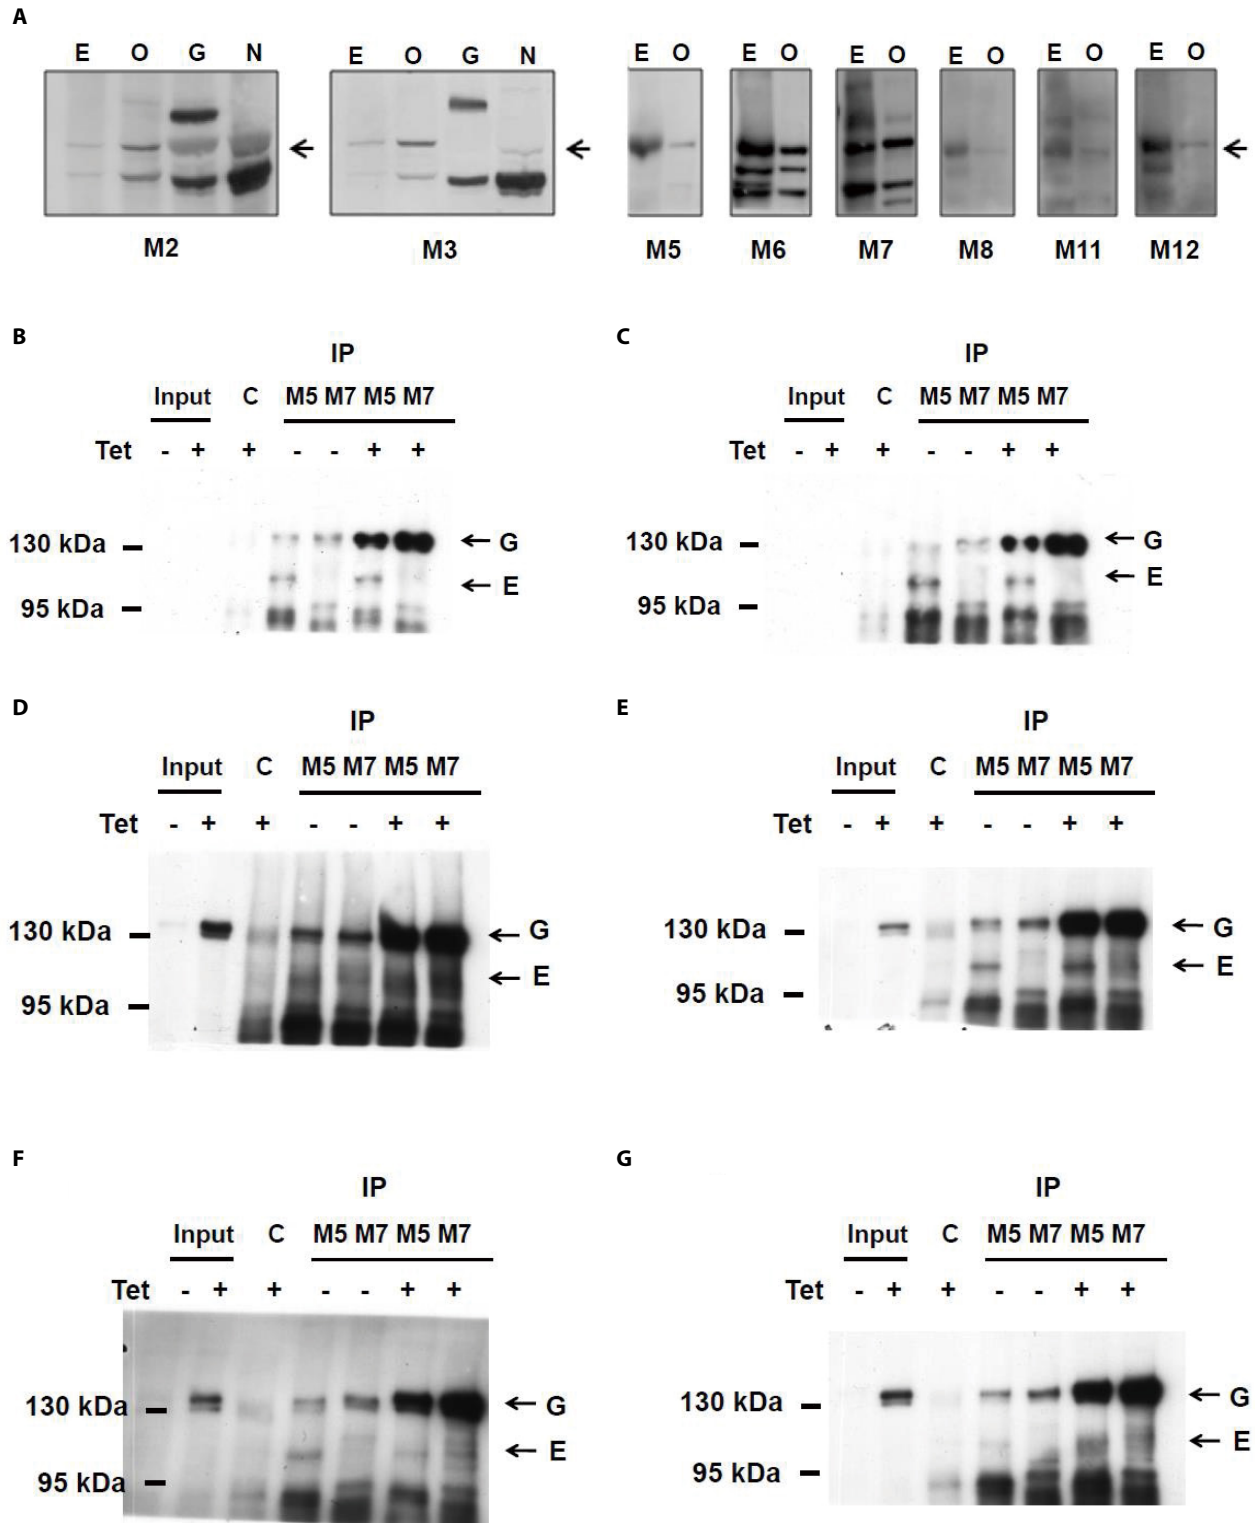 A
E O G N E O G N E O E O E O E O E O E O
M2 M3 M5 M6 M7 M8 M11 M12
B
IP
Input C M5 M7 M5 M7
Tet - + + - - + +
130 kDa G
E
95 kDa
C
IP
Input C M5 M7 M5 M7
Tet - + + - - + +
130 kDa G
E
95 kDa
D
IP
Input C M5 M7 M5 M7
Tet - + + - - + +
130 kDa G
E
95 kDa
E
IP
Input C M5 M7 M5 M7
Tet - + + - - + +
130 kDa G
E
95 kDa
F
IP
Input C M5 M7 M5 M7
Tet - + + - - + +
130 kDa G
E
95 kDa
G
IP
Input C M5 M7 M5 M7
Tet - + + - - + +
130 kDa G
E
95 kDa